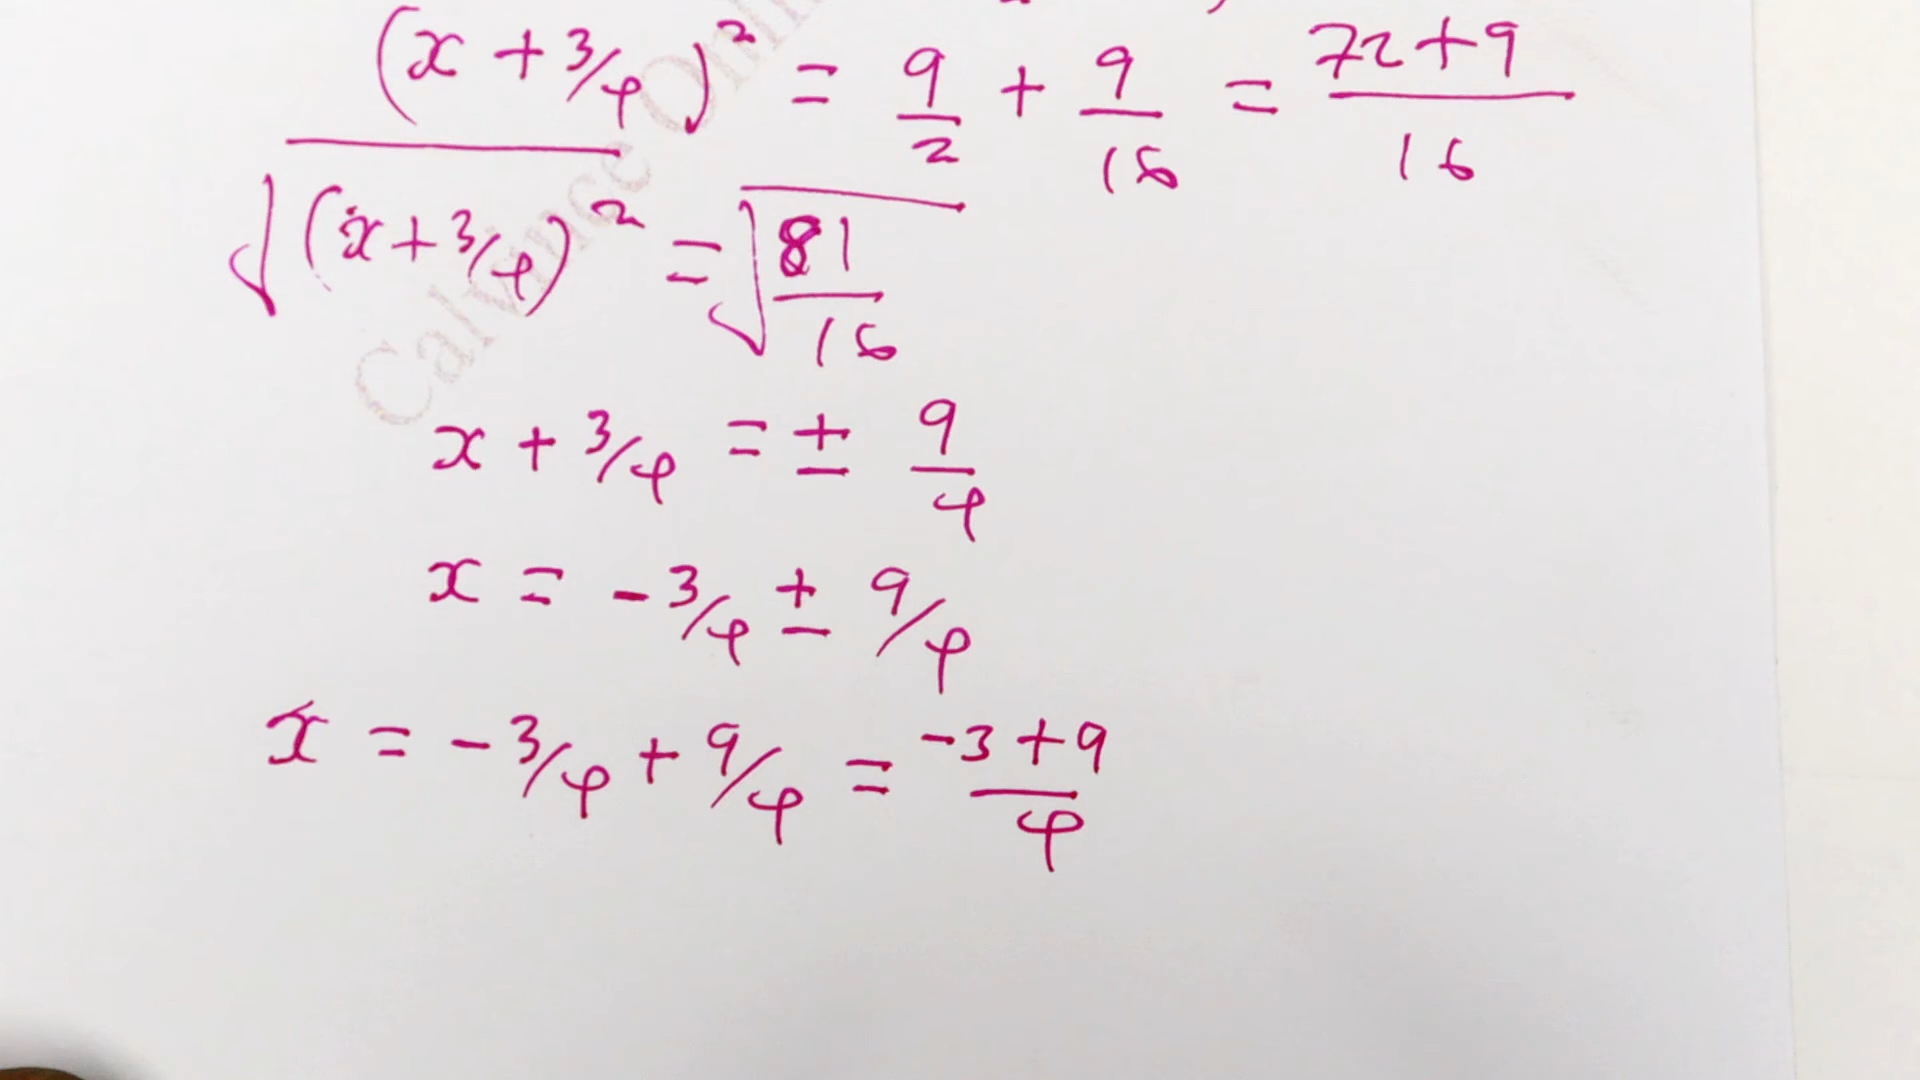 (x + 3/4)² = 9/2 + 9/16 = (72+9)/16
√(x+3/4)² = √81/16
x + 3/4 = ± 9/4
x = -3/4 ± 9/4
x = -3/4 + 9/4 = (-3+9)/4